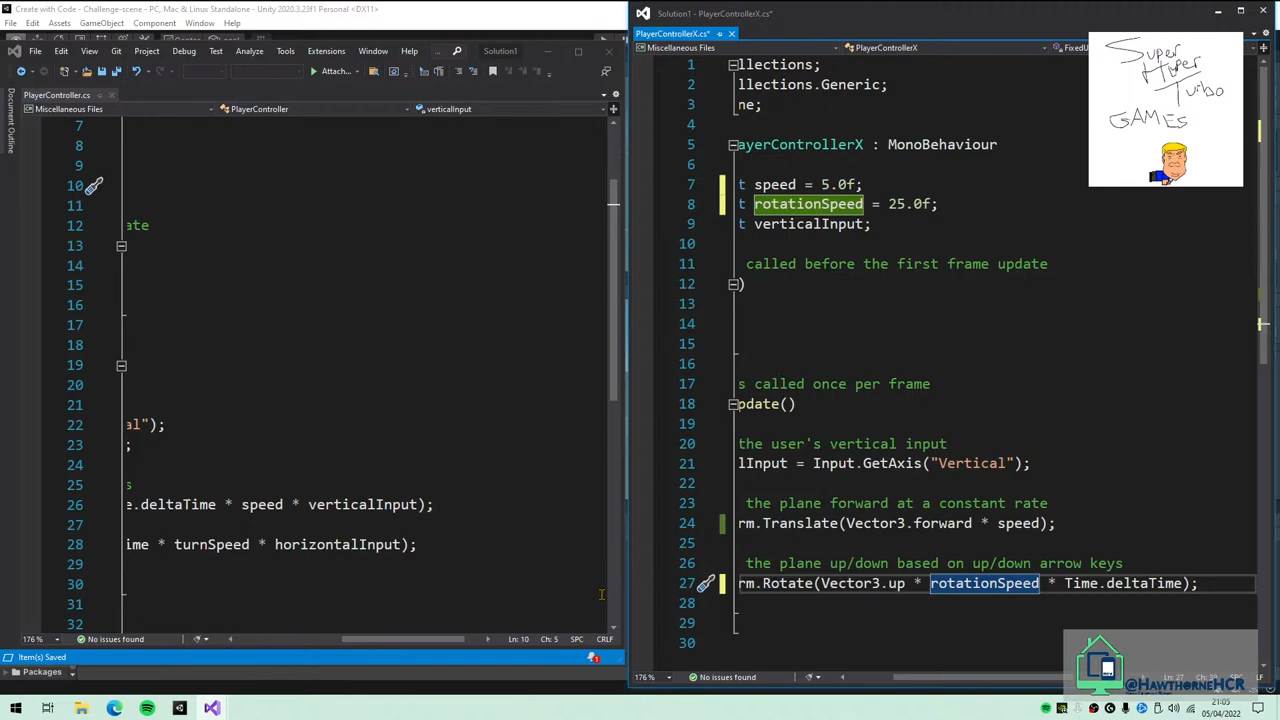 Create with Code - Challenge-scene - PC, Mac & Linux Standalone - Unity 2020.3.23f1 Personal <DX11>
File Edit Assets GameObject Component Window Help
File Edit View Git Project Debug Test Analyze Tools Extensions Window Help ... Solution1
Attach...
PlayerController.cs
Miscellaneous Files PlayerController verticalInput
Document Outline
7
8
9
10
11
12 ate
13
14
15
16
17
18
19
20
21
22 al");
23 ;
24
25 s
26 e.deltaTime * speed * verticalInput);
27
28 ime * turnSpeed * horizontalInput);
29
30
31
32
176 % No issues found Ln: 10 Ch: 5 SPC CRLF
Item(s) Saved 1
Packages
Solution1 - PlayerControllerX.cs*
PlayerControllerX.cs*
Miscellaneous Files PlayerControllerX FixedU
1 llections;
2 llections.Generic;
3 ne;
4
5 ayerControllerX : MonoBehaviour
6
7 t speed = 5.0f;
8 t rotationSpeed = 25.0f;
9 t verticalInput;
10
11 called before the first frame update
12 )
13
14
15
16
17 s called once per frame
18 pdate()
19
20 the user's vertical input
21 lInput = Input.GetAxis("Vertical");
22
23 the plane forward at a constant rate
24 rm.Translate(Vector3.forward * speed);
25
26 the plane up/down based on up/down arrow keys
27 rm.Rotate(Vector3.up * rotationSpeed * Time.deltaTime);
28
29
30
176 % No issues found
Super
Hyper
Turbo
GAMES
@HawthorneHCR
21:05
05/04/2022